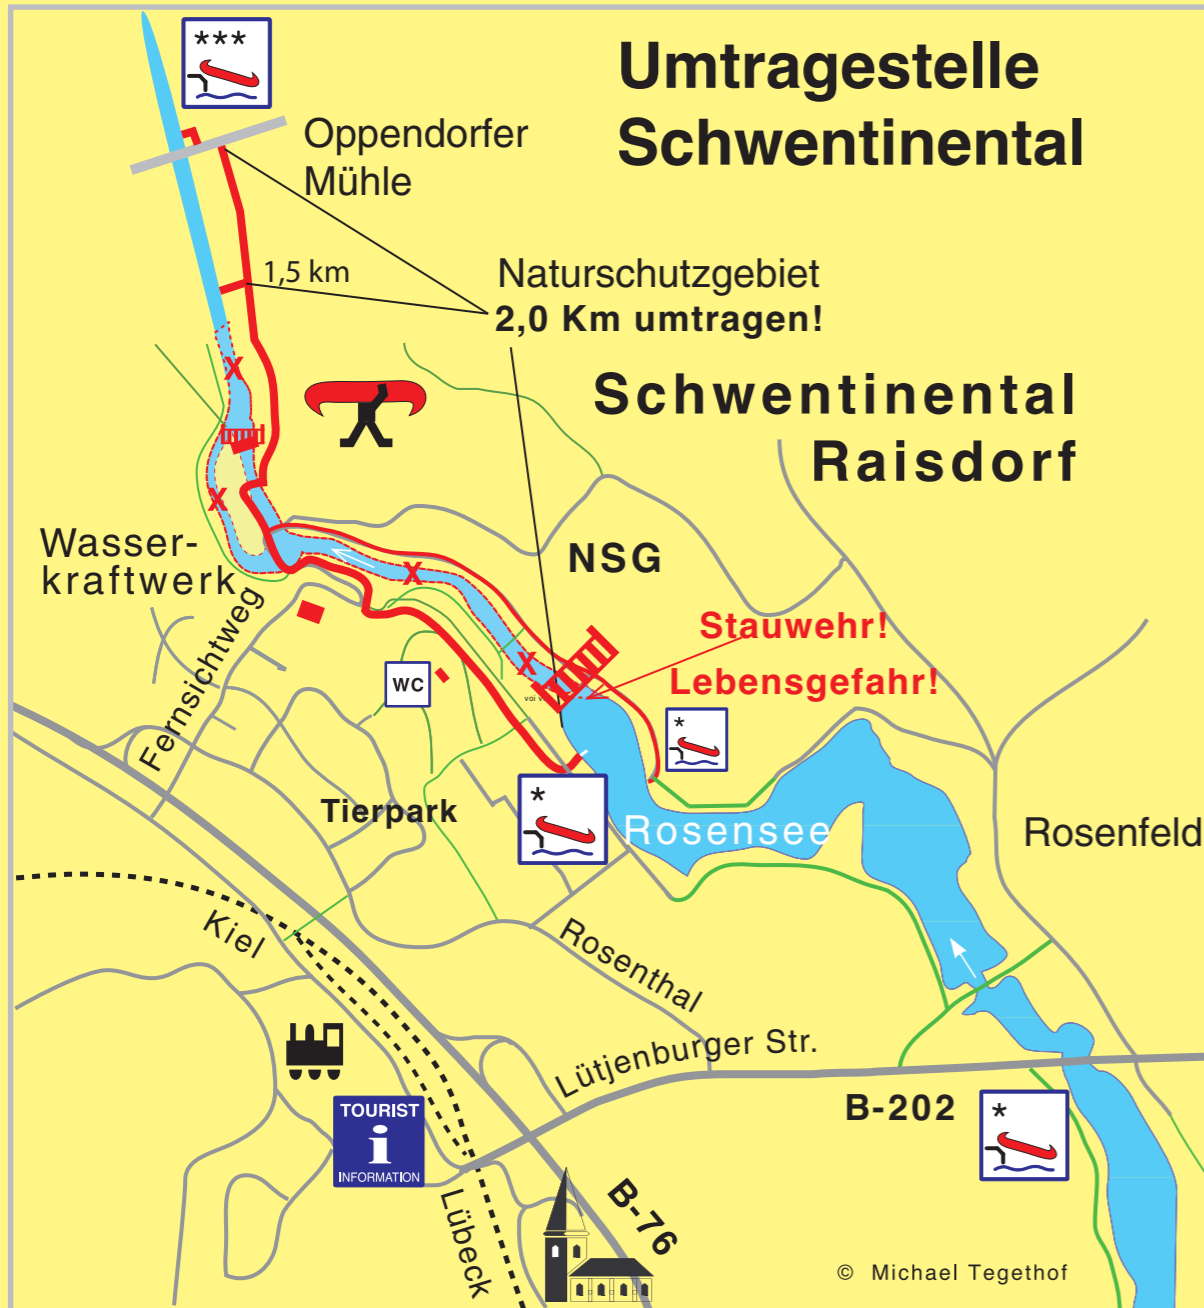 ***
Umtragestelle
Schwentinental
Oppendorfer
Mühle
1,5 km
Naturschutzgebiet
2,0 Km umtragen!
Schwentinental
Raisdorf
X
X
Wasser-
kraftwerk
NSG
X
Stauwehr!
X
Lebensgefahr!
Fernsichtweg
WC
*
Tierpark
*
Rosensee
Rosenfeld
Kiel
Rosenthal
Lütjenburger Str.
B-202
*
TOURIST
i
INFORMATION
Lübeck
B-76
© Michael Tegethof